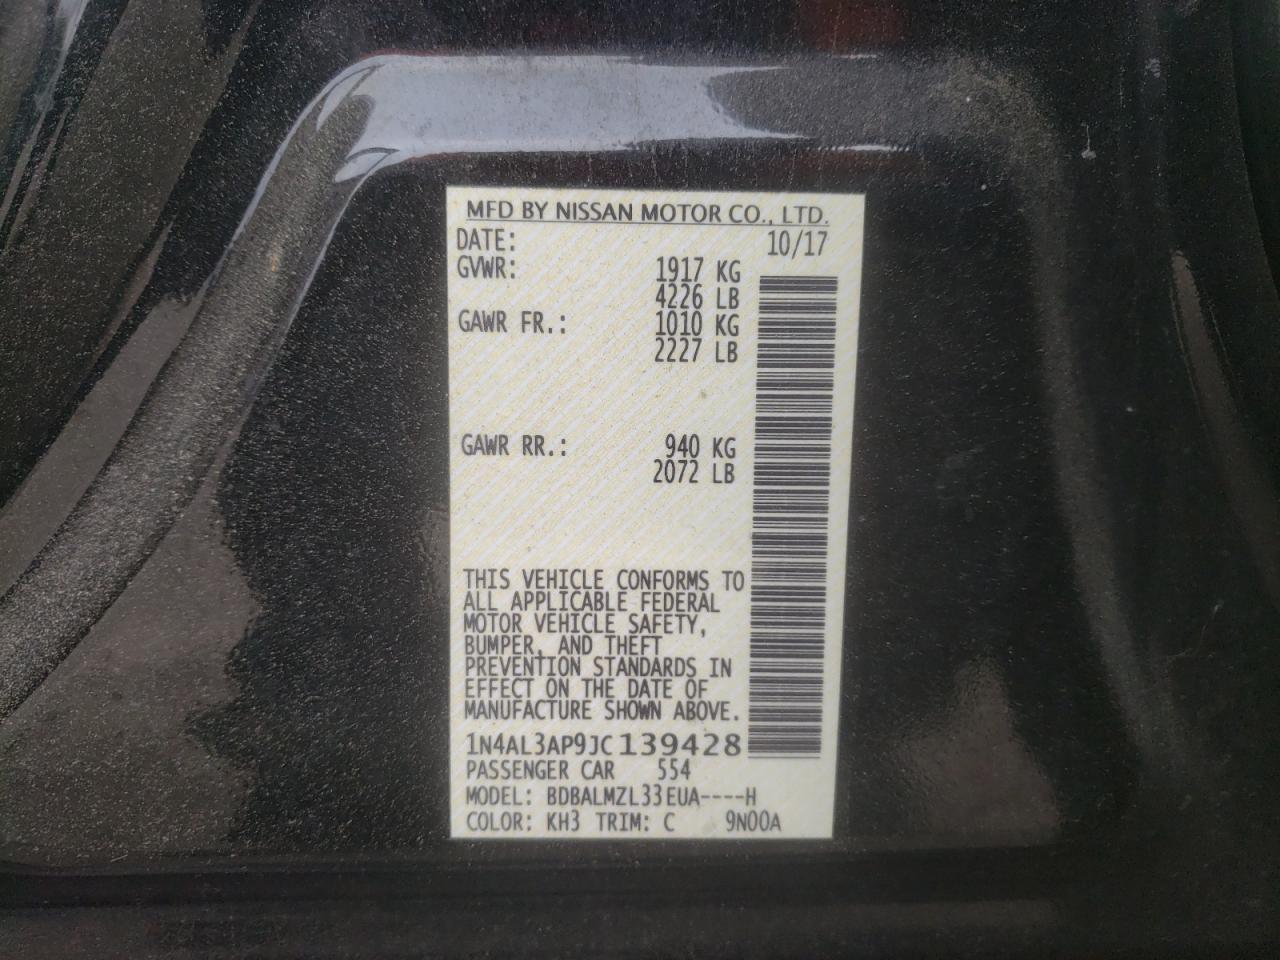 MFD BY NISSAN MOTOR CO., LTD.
DATE: 10/17
GVWR: 1917 KG
4226 LB
GAWR FR.: 1010 KG
2227 LB
GAWR RR.: 940 KG
2072 LB
THIS VEHICLE CONFORMS TO
ALL APPLICABLE FEDERAL
MOTOR VEHICLE SAFETY,
BUMPER, AND THEFT
PREVENTION STANDARDS IN
EFFECT ON THE DATE OF
MANUFACTURE SHOWN ABOVE.
1N4AL3AP9JC139428
PASSENGER CAR 554
MODEL: BDBALMZL33EUA----H
COLOR: KH3 TRIM: C 9N00A